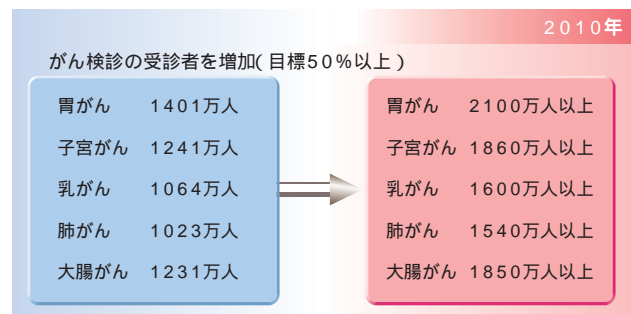 2010年
がん検診の受診者を増加(目標50%以上)
胃がん 1401万人
子宮がん 1241万人
乳がん 1064万人
肺がん 1023万人
大腸がん 1231万人
胃がん 2100万人以上
子宮がん 1860万人以上
乳がん 1600万人以上
肺がん 1540万人以上
大腸がん 1850万人以上